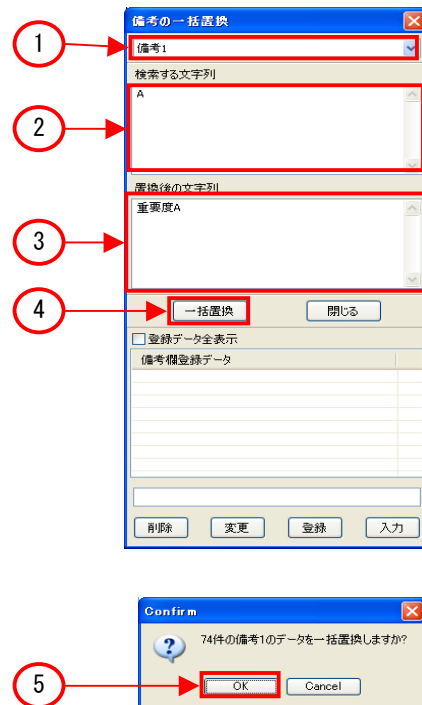 備考の一括置換
1
備考1
検索する文字列
2
A
置換後の文字列
3
重要度A
4
一括置換 閉じる
登録データ全表示
備考欄登録データ
削除 変更 登録 入力
Confirm
74件の備考1のデータを一括置換しますか?
5
OK Cancel